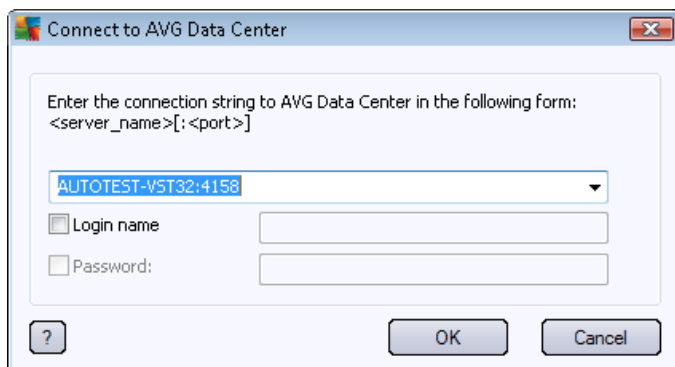 Connect to AVG Data Center
Enter the connection string to AVG Data Center in the following form:
<server_name>[:<port>]
AUTOTEST-VST32:4158
Login name
Password:
?
OK
Cancel